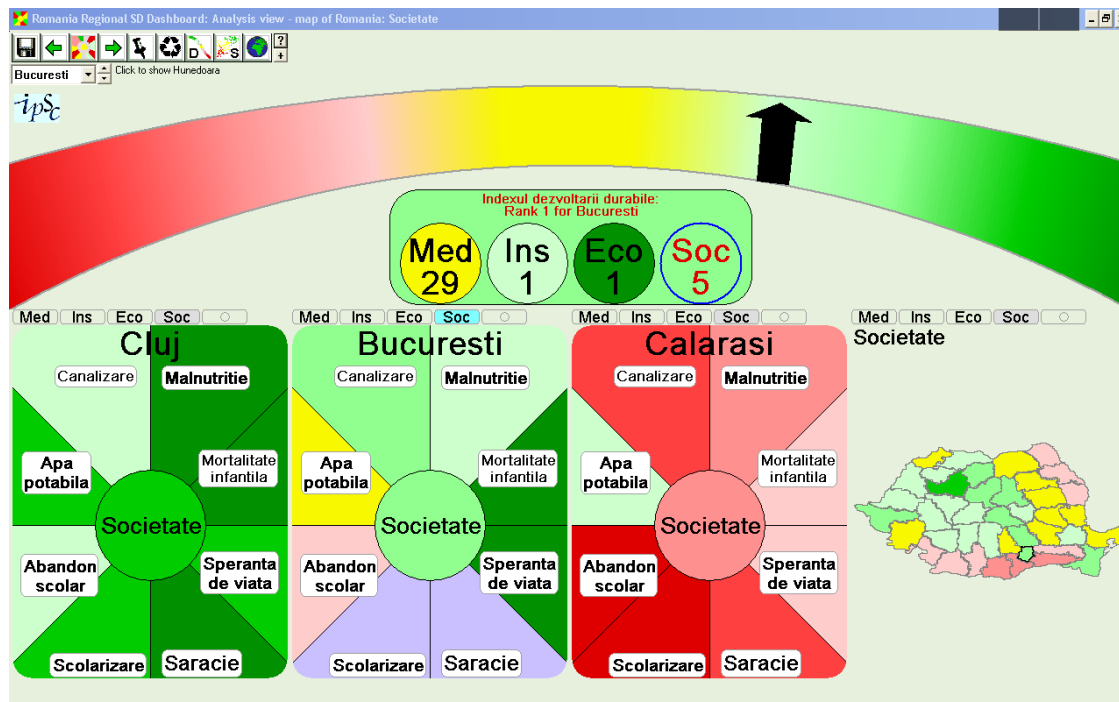 Romania Regional SD Dashboard: Analysis view - map of Romania: Societate
D
S
?
+
Bucuresti
Click to show Hunedoara
ipSc
Indexul dezvoltarii durabile:
Rank 1 for Bucuresti
Med
29
Ins
1
Eco
1
Soc
5
Med Ins Eco Soc
Med Ins Eco Soc
Med Ins Eco Soc
Med Ins Eco Soc
Cluj
Canalizare
Malnutritie
Apa
potabila
Mortalitate
infantila
Societate
Abandon
scolar
Speranta
de viata
Scolarizare
Saracie
Bucuresti
Canalizare
Malnutritie
Apa
potabila
Mortalitate
infantila
Societate
Abandon
scolar
Speranta
de viata
Scolarizare
Saracie
Calarasi
Canalizare
Malnutritie
Apa
potabila
Mortalitate
infantila
Societate
Abandon
scolar
Speranta
de viata
Scolarizare
Saracie
Societate